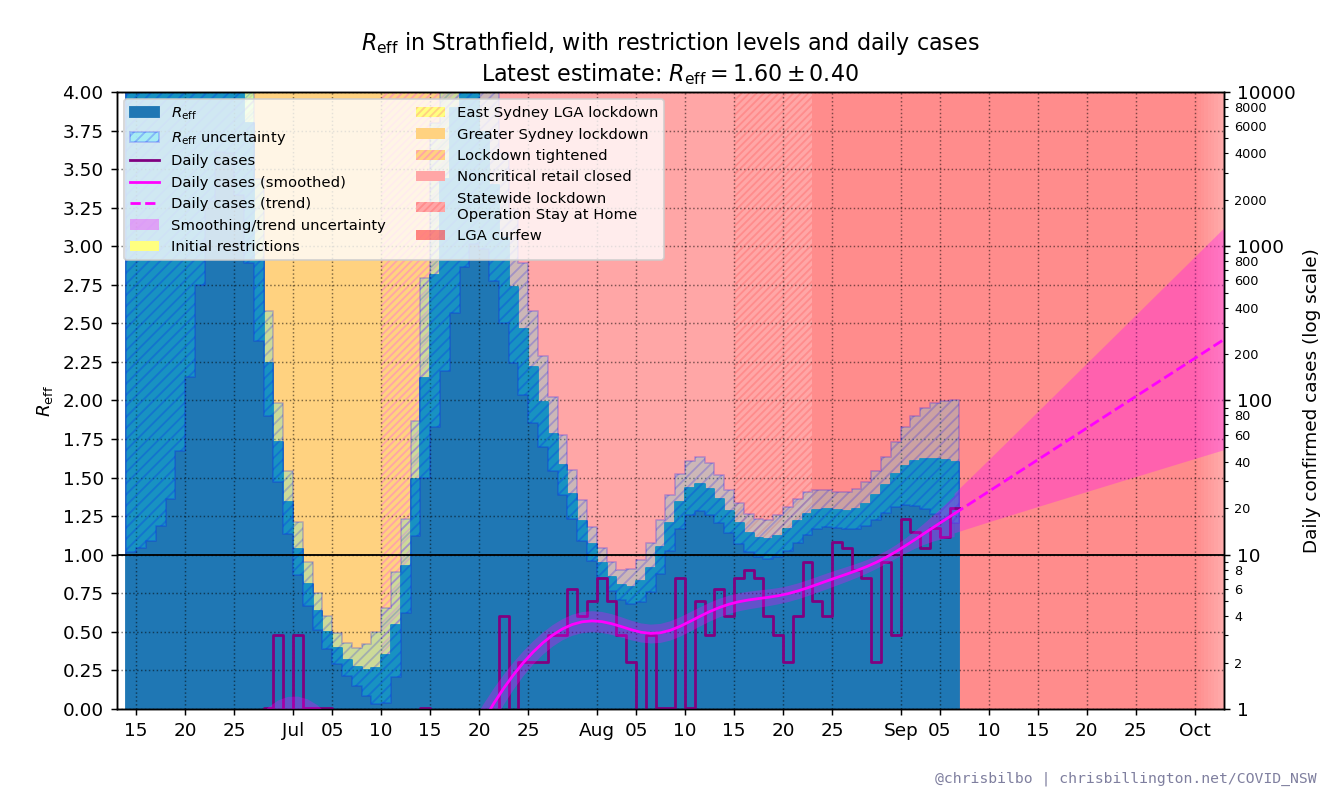 Reff in Strathfield, with restriction levels and daily cases
Latest estimate: Reff = 1.60 ± 0.40
Reff
Reff uncertainty
Daily cases
Daily cases (smoothed)
Daily cases (trend)
Smoothing/trend uncertainty
Initial restrictions
East Sydney LGA lockdown
Greater Sydney lockdown
Lockdown tightened
Noncritical retail closed
Statewide lockdown
Operation Stay at Home
LGA curfew
Reff
4.00
3.75
3.50
3.25
3.00
2.75
2.50
2.25
2.00
1.75
1.50
1.25
1.00
0.75
0.50
0.25
0.00
10000
8000
6000
4000
2000
1000
800
600
400
200
100
80
60
40
20
10
8
6
4
2
1
Daily confirmed cases (log scale)
15 20 25 Jul 05 10 15 20 25 Aug 05 10 15 20 25 Sep 05 10 15 20 25 Oct
@chrisbilbo | chrisbillington.net/COVID_NSW